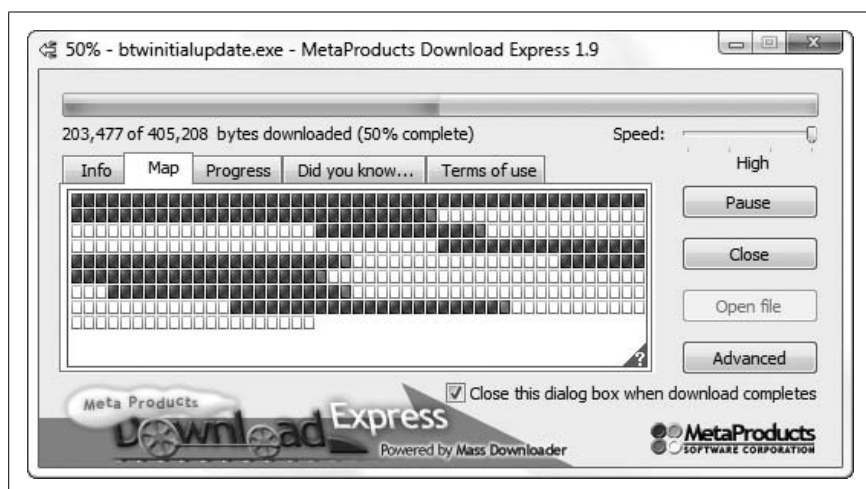 50% - btwinitialupdate.exe - MetaProducts Download Express 1.9
203,477 of 405,208 bytes downloaded (50% complete)
Speed:
High
Info
Map
Progress
Did you know...
Terms of use
Pause
Close
Open file
?
Advanced
Close this dialog box when download completes
Meta Products
Download Express
Powered by Mass Downloader
MetaProducts
SOFTWARE CORPORATION